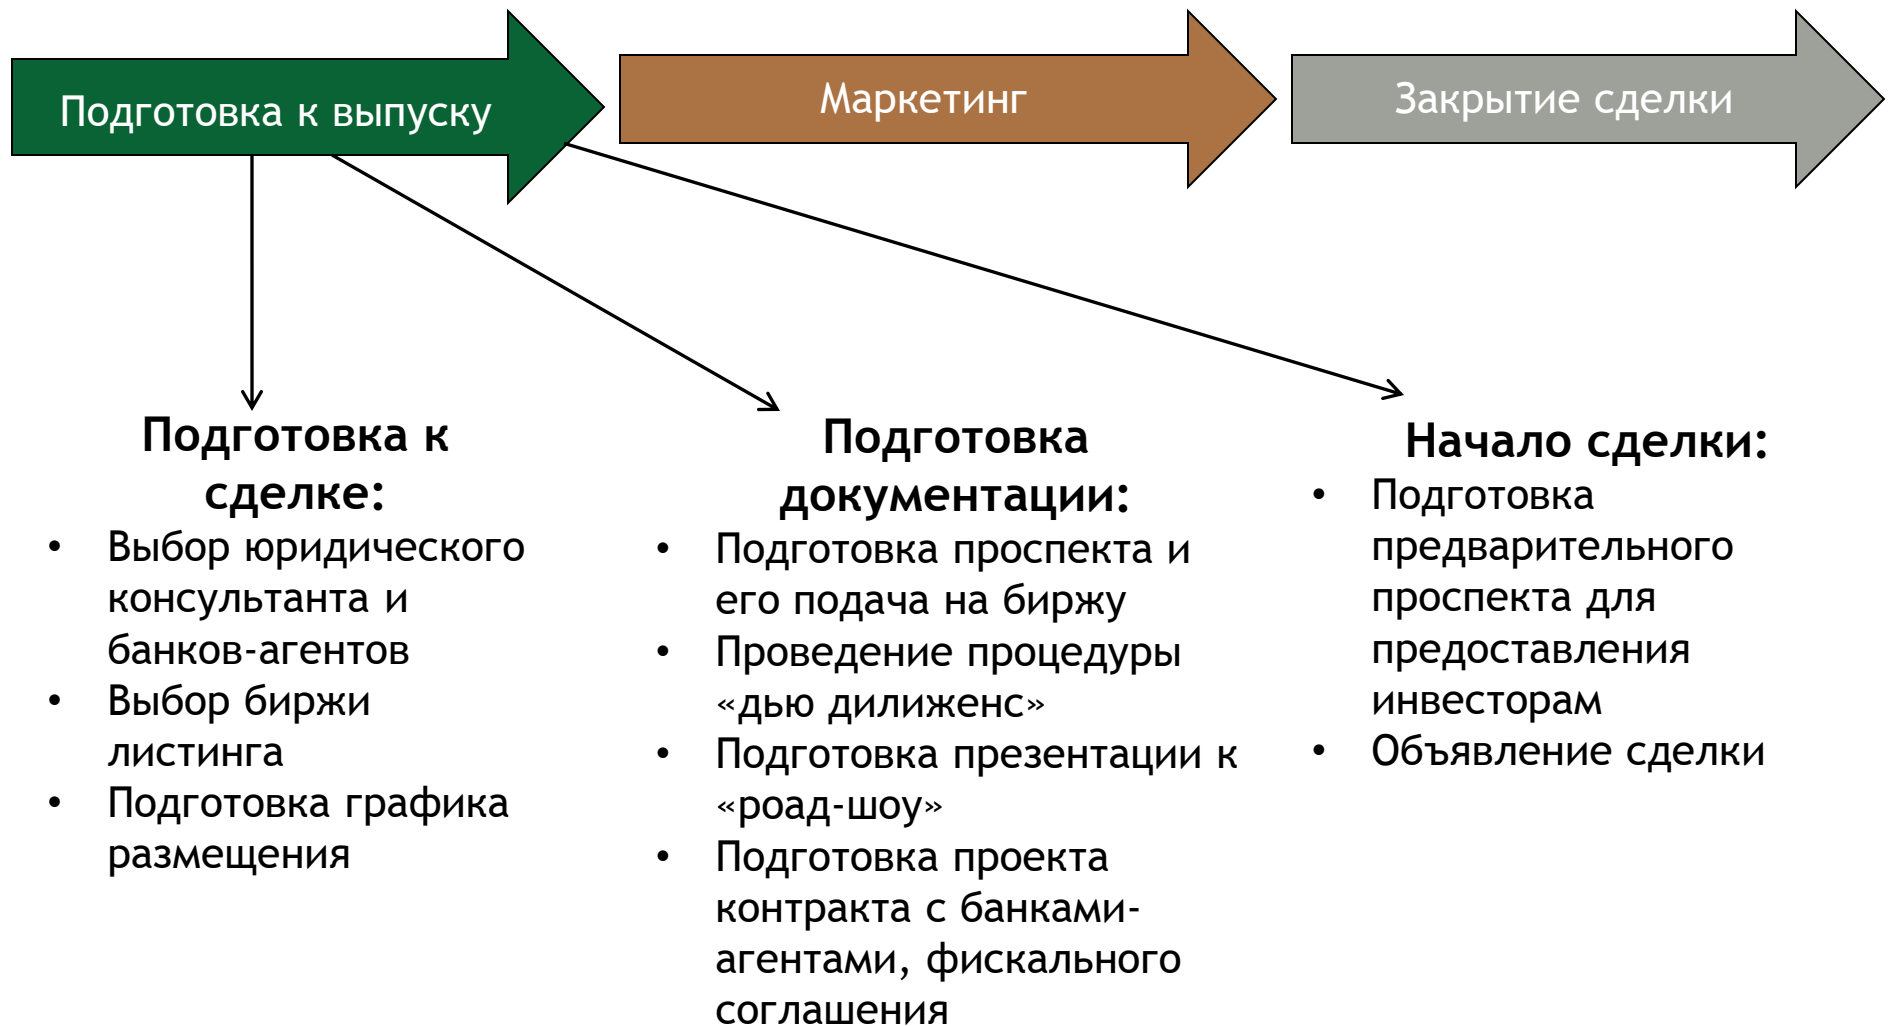 Подготовка к выпуску
Маркетинг
Закрытие сделки
Подготовка к
сделке:
• Выбор юридического
консультанта и
банков-агентов
• Выбор биржи
листинга
• Подготовка графика
размещения
Подготовка
документации:
• Подготовка проспекта и
его подача на биржу
• Проведение процедуры
«дью дилиженс»
• Подготовка презентации к
«роад-шоу»
• Подготовка проекта
контракта с банками-
агентами, фискального
соглашения
Начало сделки:
• Подготовка
предварительного
проспекта для
предоставления
инвесторам
• Объявление сделки